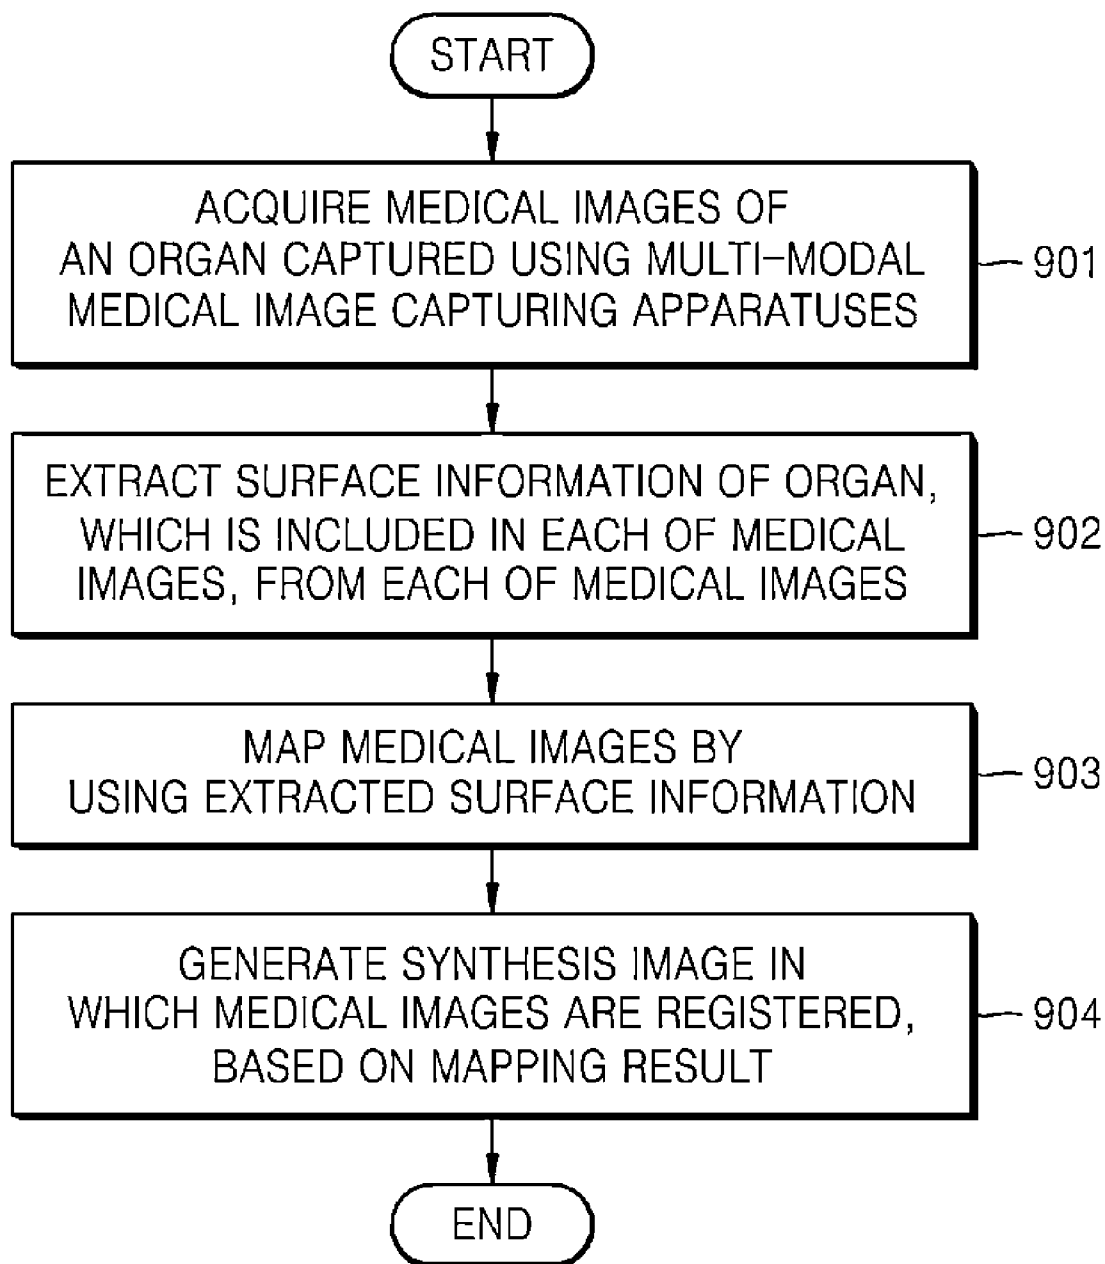 START
ACQUIRE MEDICAL IMAGES OF
AN ORGAN CAPTURED USING MULTI-MODAL
MEDICAL IMAGE CAPTURING APPARATUSES
901
EXTRACT SURFACE INFORMATION OF ORGAN,
WHICH IS INCLUDED IN EACH OF MEDICAL
IMAGES, FROM EACH OF MEDICAL IMAGES
902
MAP MEDICAL IMAGES BY
USING EXTRACTED SURFACE INFORMATION
903
GENERATE SYNTHESIS IMAGE IN
WHICH MEDICAL IMAGES ARE REGISTERED,
BASED ON MAPPING RESULT
904
END